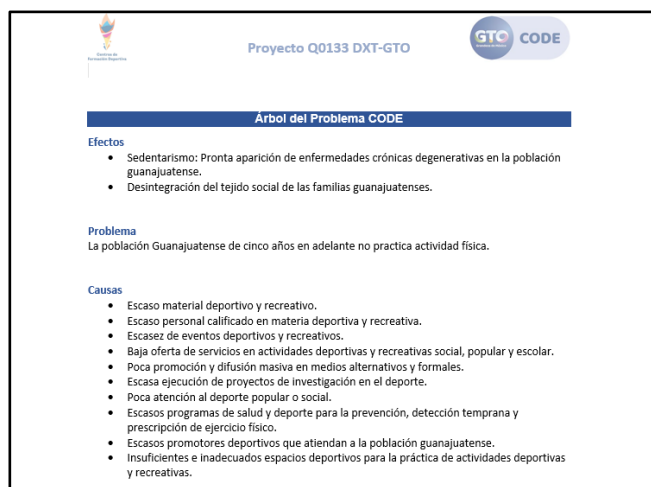 Centros de
Formación Deportiva
Proyecto Q0133 DXT-GTO
GTO
CODE
Árbol del Problema CODE
Efectos
• Sedentarismo: Pronta aparición de enfermedades crónicas degenerativas en la población
guanajuatense.
• Desintegración del tejido social de las familias guanajuatenses.
Problema
La población Guanajuatense de cinco años en adelante no practica actividad física.
Causas
• Escaso material deportivo y recreativo.
• Escaso personal calificado en materia deportiva y recreativa.
• Escasez de eventos deportivos y recreativos.
• Baja oferta de servicios en actividades deportivas y recreativas social, popular y escolar.
• Poca promoción y difusión masiva en medios alternativos y formales.
• Escasa ejecución de proyectos de investigación en el deporte.
• Poca atención al deporte popular o social.
• Escasos programas de salud y deporte para la prevención, detección temprana y
prescripción de ejercicio físico.
• Escasos promotores deportivos que atiendan a la población guanajuatense.
• Insuficientes e inadecuados espacios deportivos para la práctica de actividades deportivas
y recreativas.